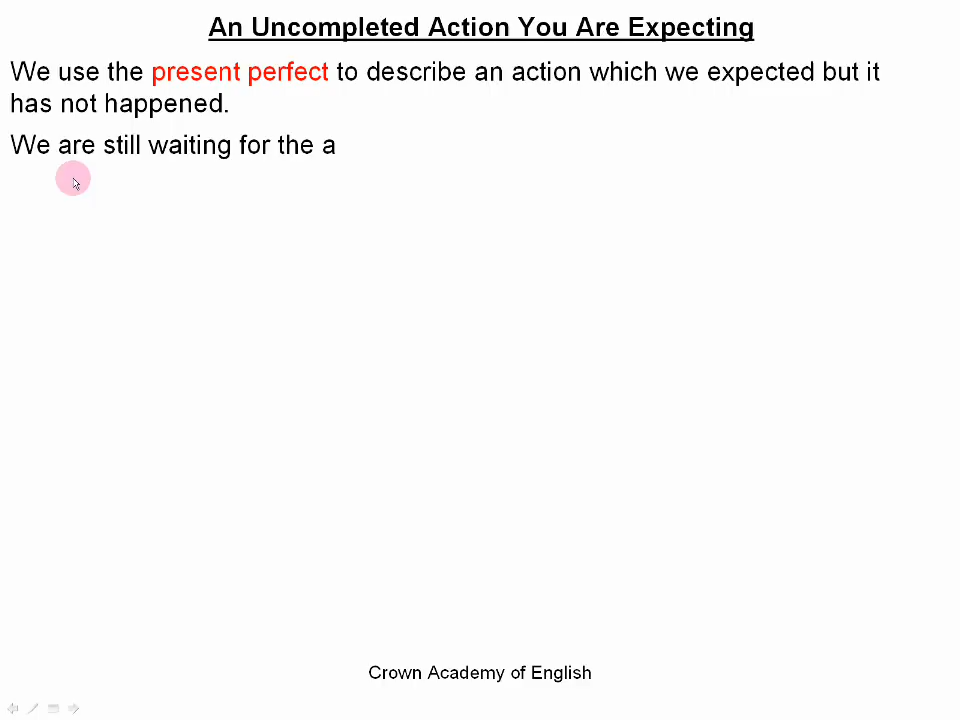 An Uncompleted Action You Are Expecting
We use the present perfect to describe an action which we expected but it
has not happened.
We are still waiting for the a
Crown Academy of English